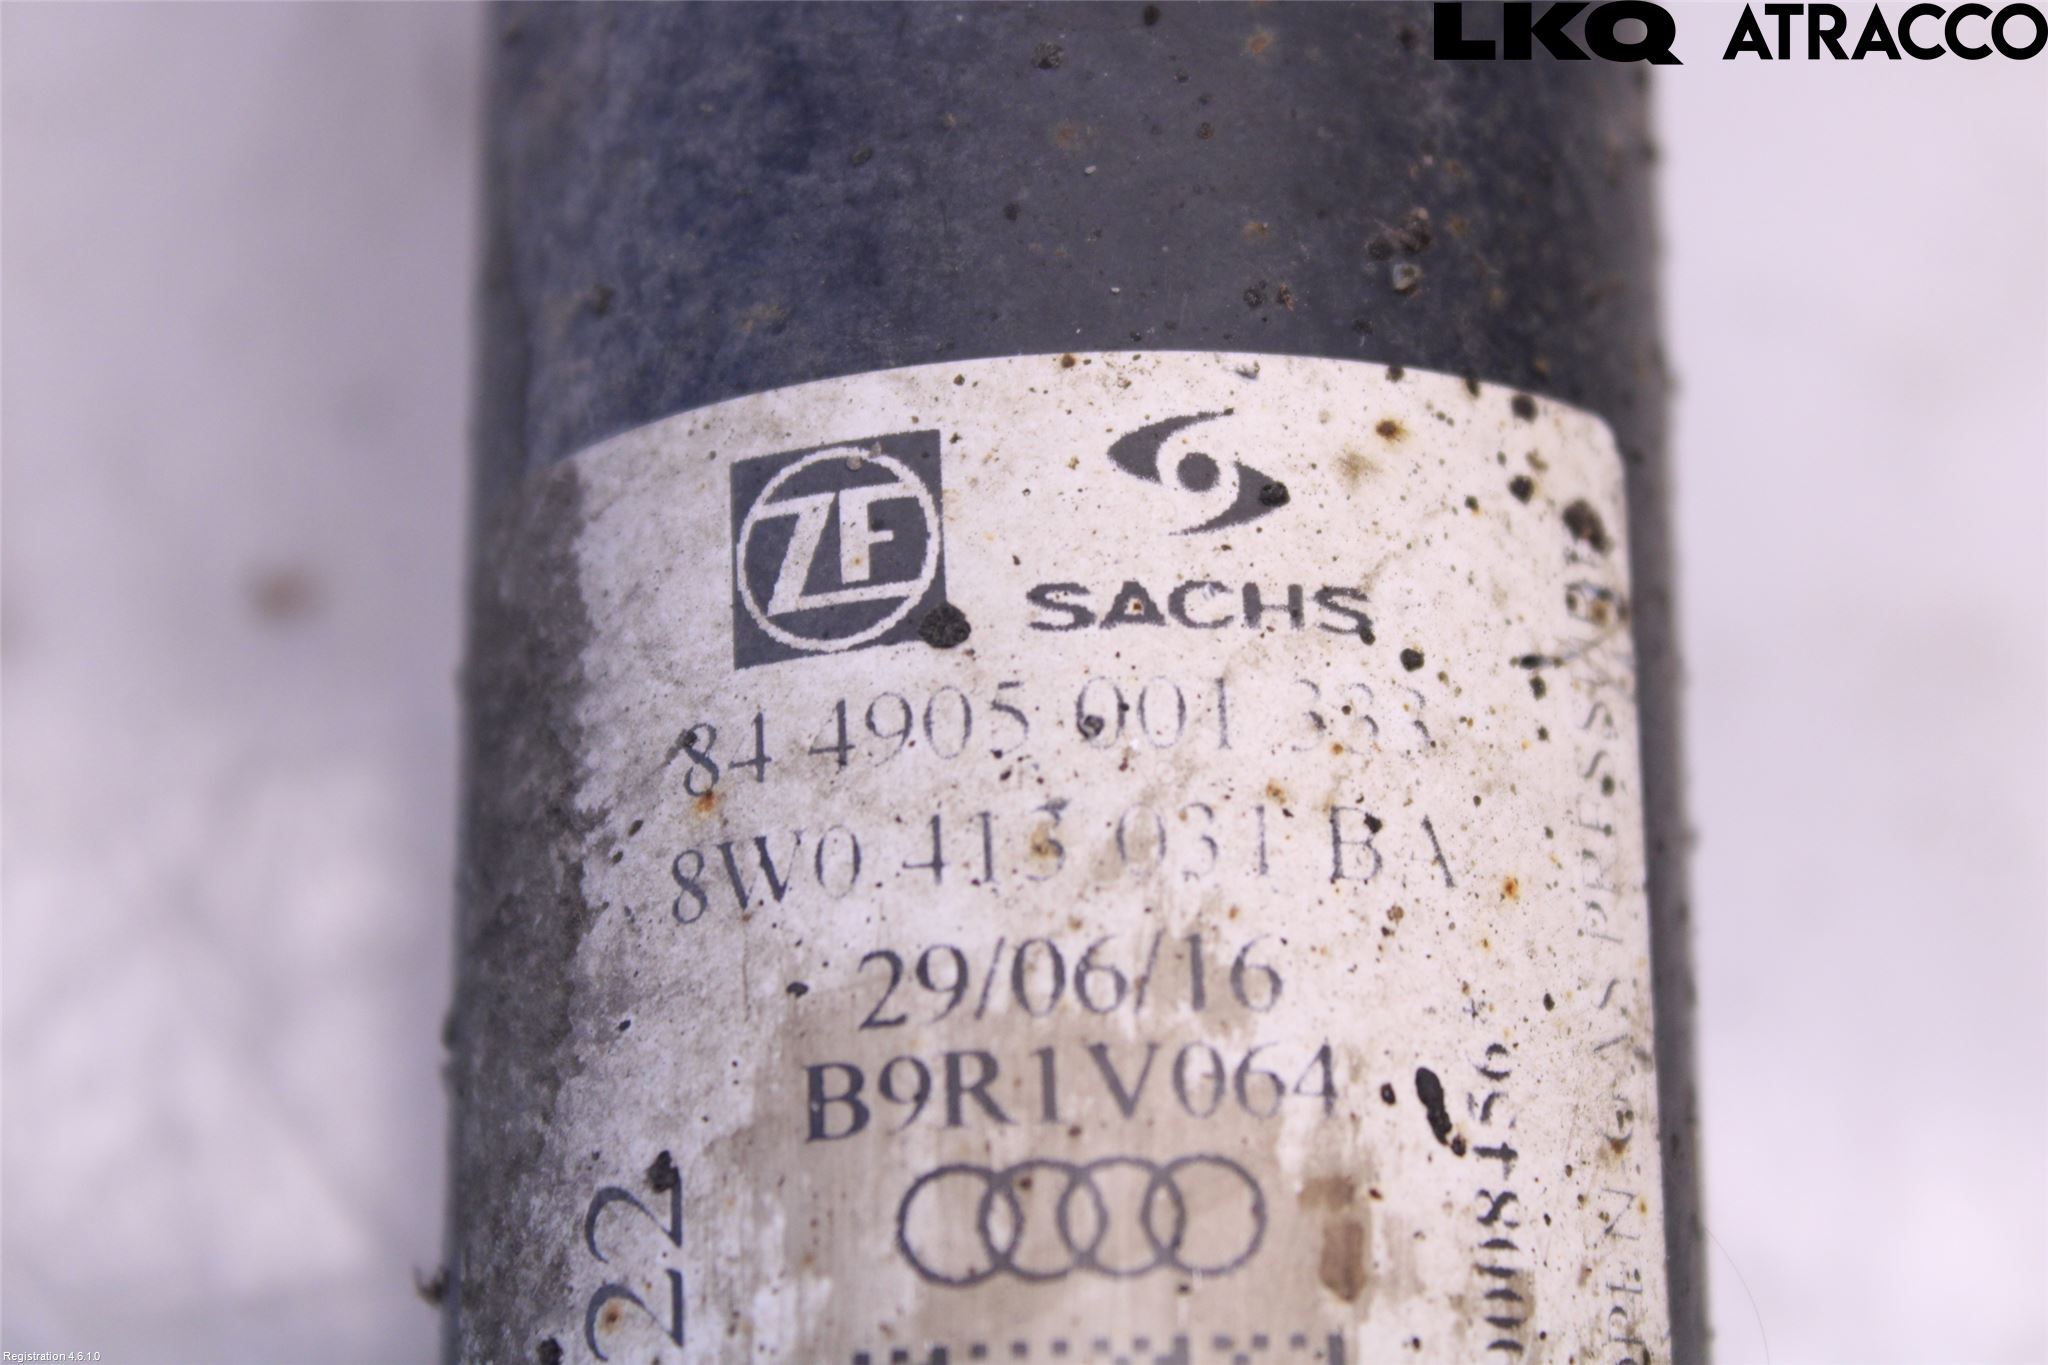 LKQ ATRACCO
ZF
SACHS
84 4905 001 333
8W0 413 031 BA
29/06/16
B9R1V064
22
Registration 4.6.1.0